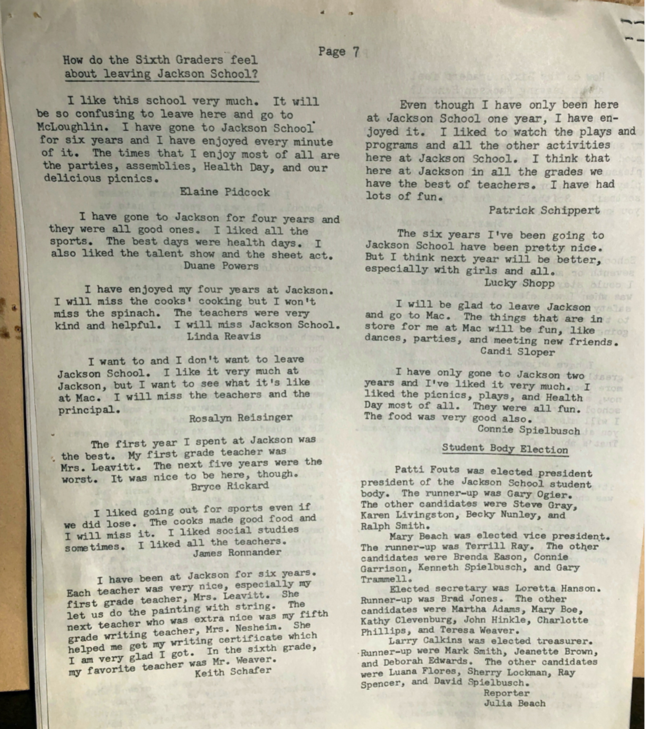 Page 7
How do the Sixth Graders feel
about leaving Jackson School?
I like this school very much. It will
be so confusing to leave here and go to
McLoughlin. I have gone to Jackson School
for six years and I have enjoyed every minute
of it. The times that I enjoy most of all are
the parties, assemblies, Health Day, and our
delicious picnics.
Elaine Pidcock
I have gone to Jackson for four years and
they were all good ones. I liked all the
sports. The best days were health days. I
also liked the talent show and the sheet act.
Duane Powers
I have enjoyed my four years at Jackson.
I will miss the cooks' cooking but I won't
miss the spinach. The teachers were very
kind and helpful. I will miss Jackson School.
Linda Reavis
I want to and I don't want to leave
Jackson School. I like it very much at
Jackson, but I want to see what it's like
at Mac. I will miss the teachers and the
principal.
Rosalyn Reisinger
The first year I spent at Jackson was
the best. My first grade teacher was
Mrs. Leavitt. The next five years were the
worst. It was nice to be here, though.
Bryce Rickard
I liked going out for sports even if
we did lose. The cooks made good food and
I will miss it. I liked social studies
sometimes. I liked all the teachers.
James Ronnander
I have been at Jackson for six years.
Each teacher was very nice, especially my
first grade teacher, Mrs. Leavitt. She
let us do the painting with string. The
next teacher who was extra nice was my fifth
grade writing teacher, Mrs. Nesheim. She
helped me get my writing certificate which
I am very glad I got. In the sixth grade,
my favorite teacher was Mr. Weaver.
Keith Schafer
Even though I have only been here
at Jackson School one year, I have en-
joyed it. I liked to watch the plays and
programs and all the other activities
here at Jackson School. I think that
here at Jackson in all the grades we
have the best of teachers. I have had
lots of fun.
Patrick Schippert
The six years I've been going to
Jackson School have been pretty nice.
But I think next year will be better,
especially with girls and all.
Lucky Shopp
I will be glad to leave Jackson
and go to Mac. The things that are in
store for me at Mac will be fun, like
dances, parties, and meeting new friends.
Candi Sloper
I have only gone to Jackson two
years and I've liked it very much. I
liked the picnics, plays, and Health
Day most of all. They were all fun.
The food was very good also.
Connie Spielbusch
Student Body Election
Patti Fouts was elected president
president of the Jackson School student
body. The runner-up was Gary Ogier.
The other candidates were Steve Gray,
Karen Livingston, Becky Nunley, and
Ralph Smith.
Mary Beach was elected vice president.
The runner-up was Terrill Ray. The other
candidates were Brenda Eason, Connie
Garrison, Kenneth Spielbusch, and Gary
Trammell.
Elected secretary was Loretta Hanson.
Runner-up was Brad Jones. The other
candidates were Martha Adams, Mary Boe,
Kathy Clevenburg, John Hinkle, Charlotte
Phillips, and Teresa Weaver.
Larry Calkins was elected treasurer.
Runner-up were Mark Smith, Jeanette Brown,
and Deborah Edwards. The other candidates
were Luana Flores, Sherry Lockman, Ray
Spencer, and David Spielbusch.
Reporter
Julia Beach